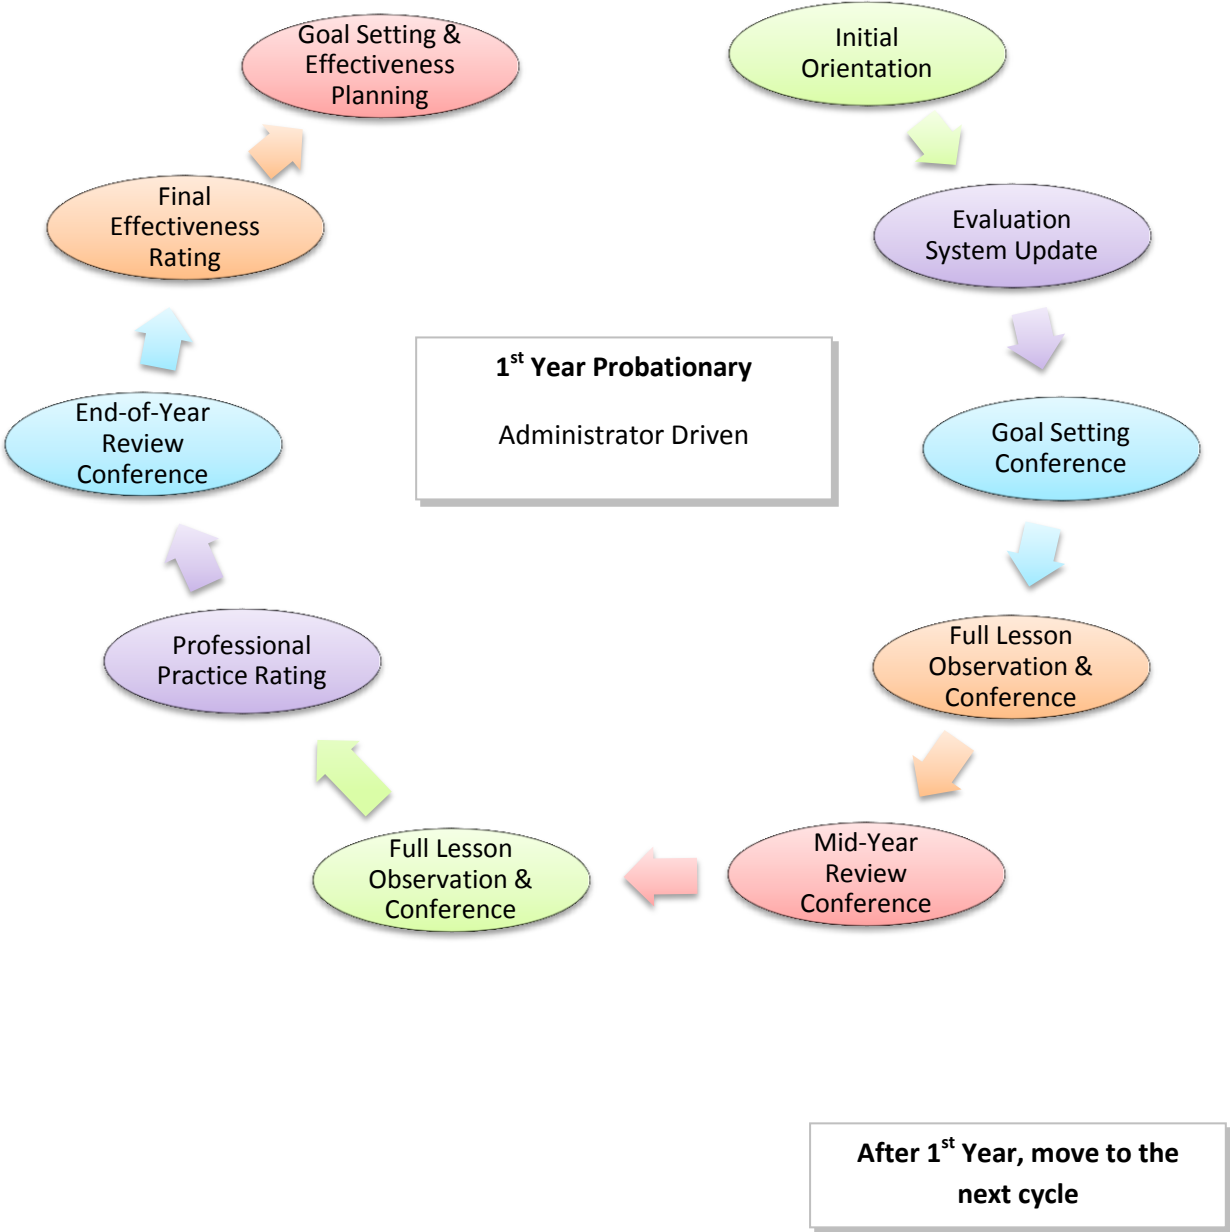 Goal Setting &
Effectiveness
Planning
Initial
Orientation
Final
Effectiveness
Rating
Evaluation
System Update
1st Year Probationary
Administrator Driven
End-of-Year
Review
Conference
Goal Setting
Conference
Professional
Practice Rating
Full Lesson
Observation &
Conference
Full Lesson
Observation &
Conference
Mid-Year
Review
Conference
After 1st Year, move to the
next cycle